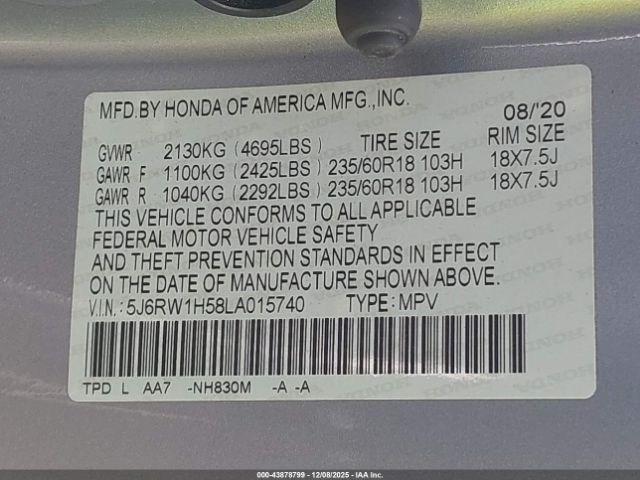 MFD.BY HONDA OF AMERICA MFG.,INC. 08/'20
GVWR 2130KG (4695LBS) TIRE SIZE RIM SIZE
GAWR F 1100KG (2425LBS) 235/60R18 103H 18X7.5J
GAWR R 1040KG (2292LBS) 235/60R18 103H 18X7.5J
THIS VEHICLE CONFORMS TO ALL APPLICABLE
FEDERAL MOTOR VEHICLE SAFETY
AND THEFT PREVENTION STANDARDS IN EFFECT
ON THE DATE OF MANUFACTURE SHOWN ABOVE.
V.I.N.: 5J6RW1H58LA015740 TYPE: MPV
TPD L AA7 -NH830M -A -A
000-43878799 | 12/08/2025 | IAA Inc.